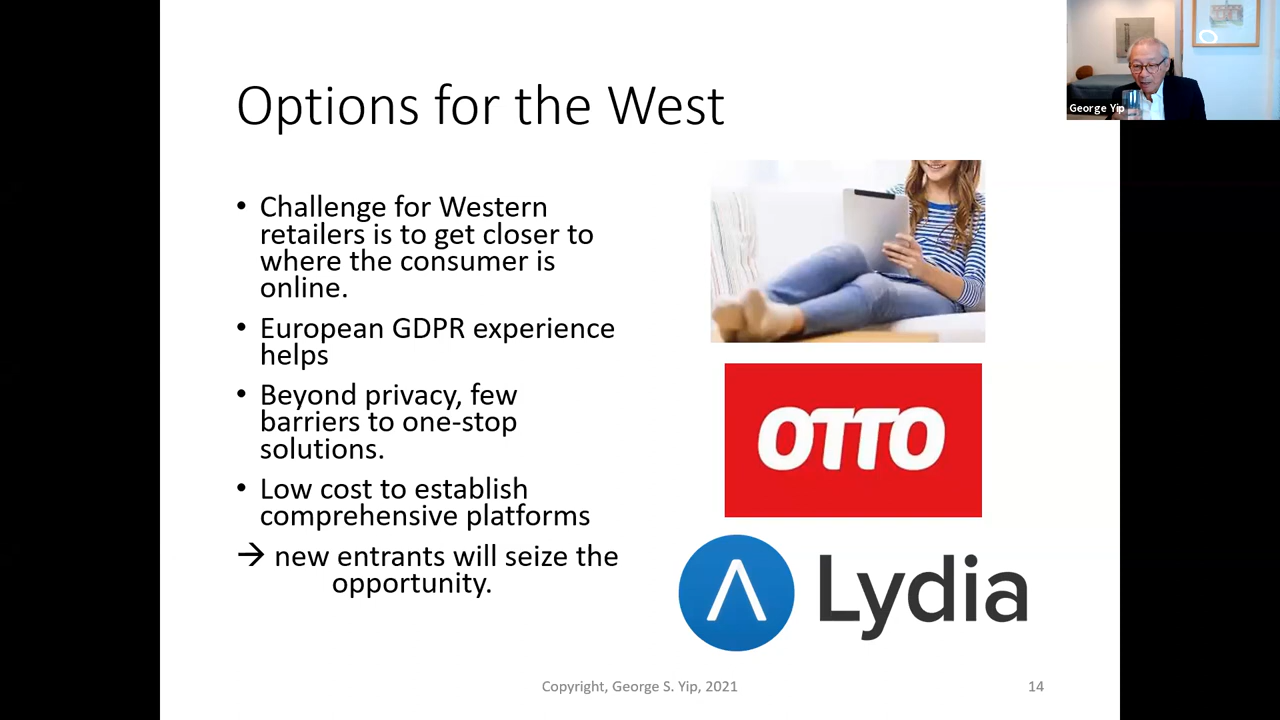 Options for the West
George Yip
• Challenge for Western
retailers is to get closer to
where the consumer is
online.
• European GDPR experience
helps
• Beyond privacy, few
barriers to one-stop
solutions.
• Low cost to establish
comprehensive platforms
→ new entrants will seize the
opportunity.
OTTO
Lydia
Copyright, George S. Yip, 2021
14